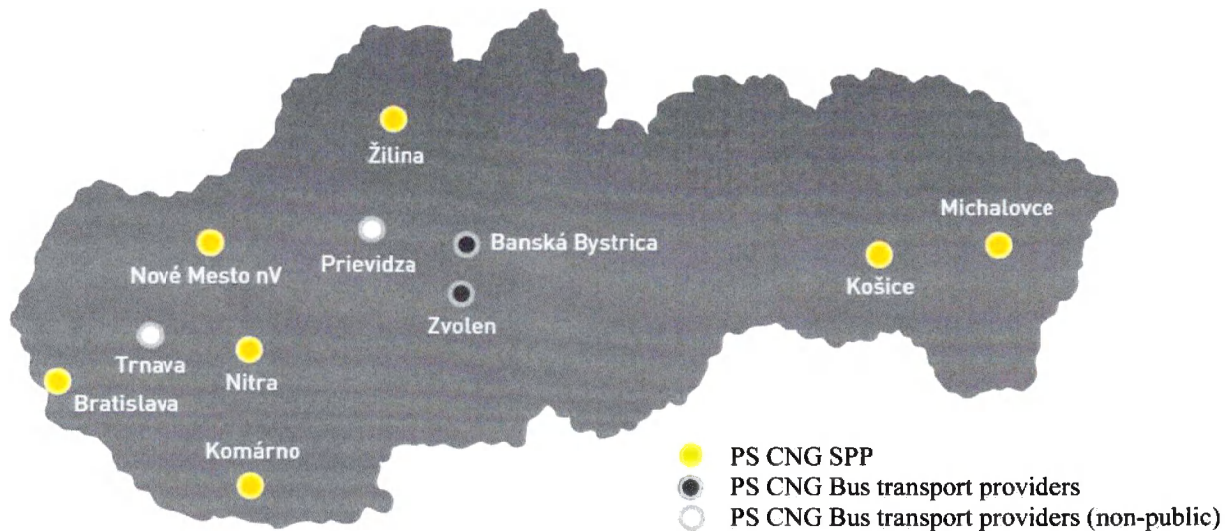 Žilina
Michalovce
Banská Bystrica
Prievidza
Nové Mesto nV
Košice
Zvolen
Trnava
Nitra
Bratislava
Komárno
PS CNG SPP
PS CNG Bus transport providers
PS CNG Bus transport providers (non-public)